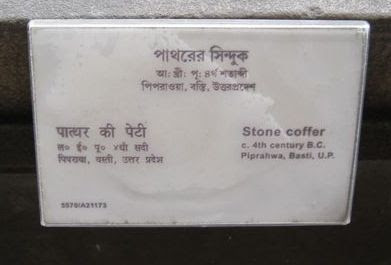 পাথরের সিন্দুক
আঃ খ্রীঃ পূঃ ৪র্থ শতাব্দী
পিপরাওয়া, বস্তি, উত্তরপ্রদেশ
पात्थर की पेटी
ल० ई० पू० ४थी सदी
पिपरावा, बस्ती, उत्तर प्रदेश
Stone coffer
c. 4th century B.C.
Piprahwa, Basti, U.P.
5576/A21173